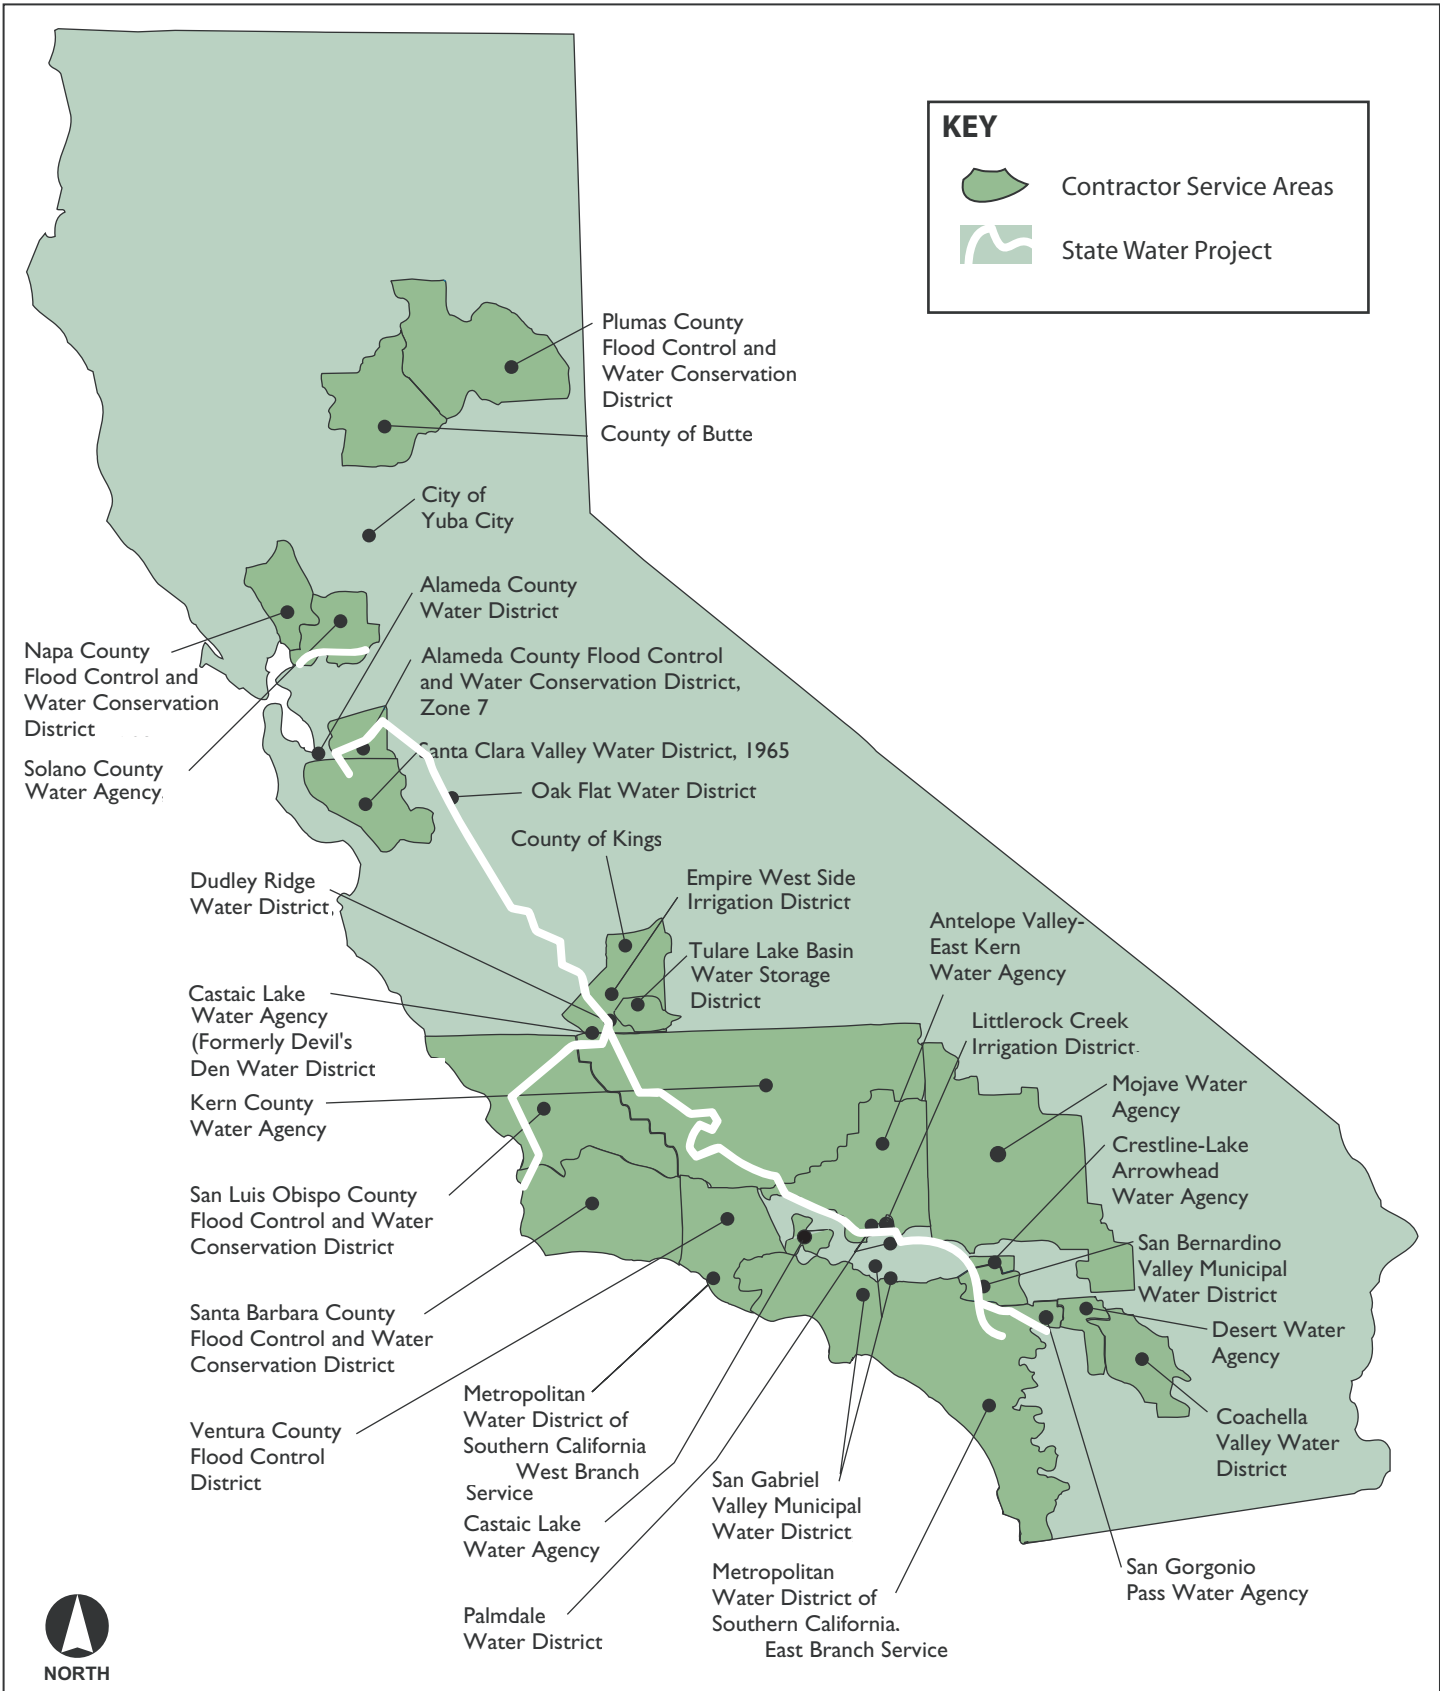 KEY
Contractor Service Areas
State Water Project
Plumas County
Flood Control and
Water Conservation
District
County of Butte
City of
Yuba City
Alameda County
Water District
Alameda County Flood Control
and Water Conservation District,
Zone 7
Napa County
Flood Control and
Water Conservation
District
Solano County
Water Agency
Santa Clara Valley Water District, 1965
Oak Flat Water District
County of Kings
Dudley Ridge
Water District
Empire West Side
Irrigation District
Tulare Lake Basin
Water Storage
District
Antelope Valley-
East Kern
Water Agency
Castaic Lake
Water Agency
(Formerly Devil's
Den Water District
Littlerock Creek
Irrigation District
Kern County
Water Agency
Mojave Water
Agency
Crestline-Lake
Arrowhead
Water Agency
San Luis Obispo County
Flood Control and Water
Conservation District
San Bernardino
Valley Municipal
Water District
Santa Barbara County
Flood Control and Water
Conservation District
Desert Water
Agency
Ventura County
Flood Control
District
Metropolitan
Water District of
Southern California
West Branch
Service
Coachella
Valley Water
District
Castaic Lake
Water Agency
San Gabriel
Valley Municipal
Water District
Palmdale
Water District
Metropolitan
Water District of
Southern California.
East Branch Service
San Gorgonio
Pass Water Agency
NORTH